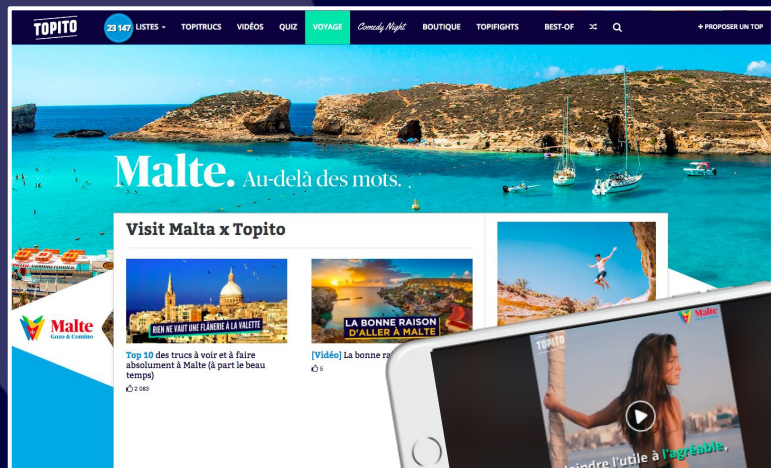 TOPITO
23 147 LISTES
TOPITRUCS
VIDÉOS
QUIZ
VOYAGE
Comedy Night
BOUTIQUE
TOPIFIGHTS
BEST-OF
+ PROPOSER UN TOP
Malte. Au-delà des mots.
Visit Malta x Topito
RIEN NE VAUT UNE FLÂNERIE À LA VALETTE
LA BONNE RAISON
D'ALLER À MALTE
Top 10 des trucs à voir et à faire
absolument à Malte (à part le beau
temps)
2 083
[Vidéo] La bonne
5
Malte
Gozo & Comino
Malte
TOPITO
l'utile à l'agréable,